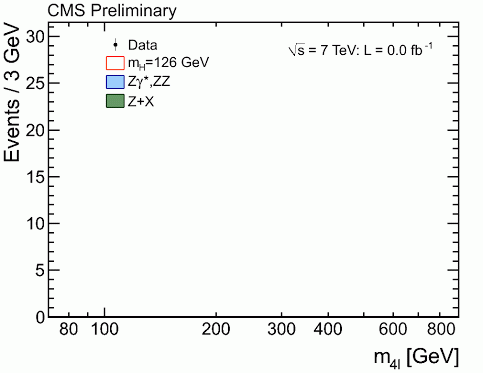 CMS Preliminary
Events / 3 GeV
30
25
20
15
10
5
0
Data
m_H=126 GeV
Zγ*,ZZ
Z+X
√s = 7 TeV: L = 0.0 fb⁻¹
80 100 200 300 400 600 800
m_4l [GeV]